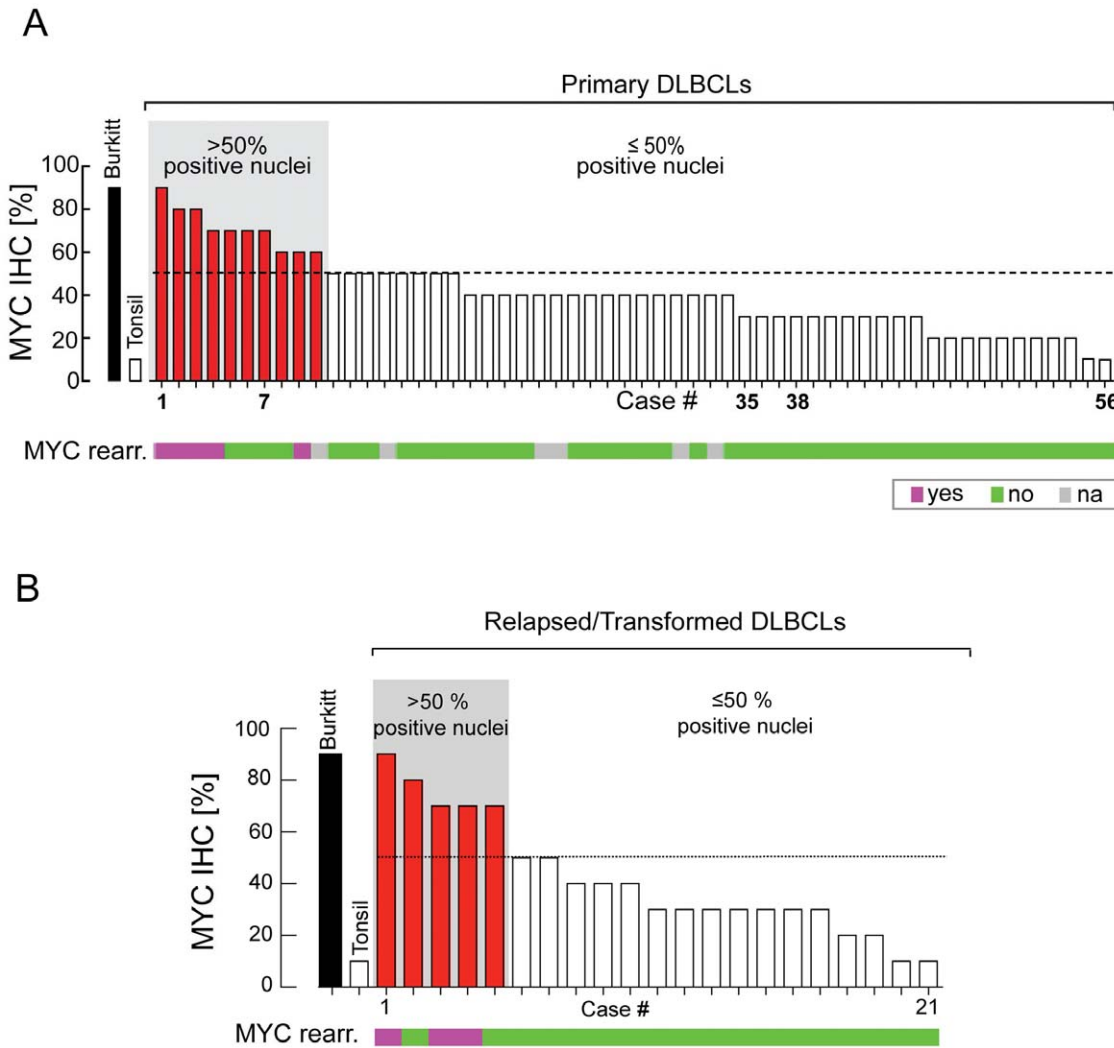 A
Primary DLBCLs
Burkitt
Tonsil
>50%
positive nuclei
≤ 50%
positive nuclei
MYC IHC [%]
100
80
60
40
20
0
1 7 Case # 35 38 56
MYC rearr.
yes no na
B
Relapsed/Transformed DLBCLs
Burkitt
Tonsil
>50 %
positive nuclei
≤50 %
positive nuclei
MYC IHC [%]
100
80
60
40
20
0
1 Case # 21
MYC rearr.